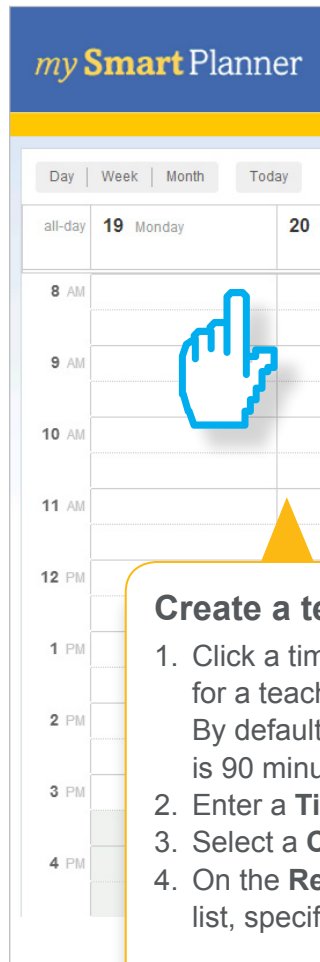 my Smart Planner
Day | Week | Month Today
all-day 19 Monday 20
8 AM
9 AM
10 AM
11 AM
12 PM
1 PM
2 PM
3 PM
4 PM
Create a te
1. Click a tim
for a teach
By default
is 90 minu
2. Enter a Ti
3. Select a C
4. On the Re
list, specif